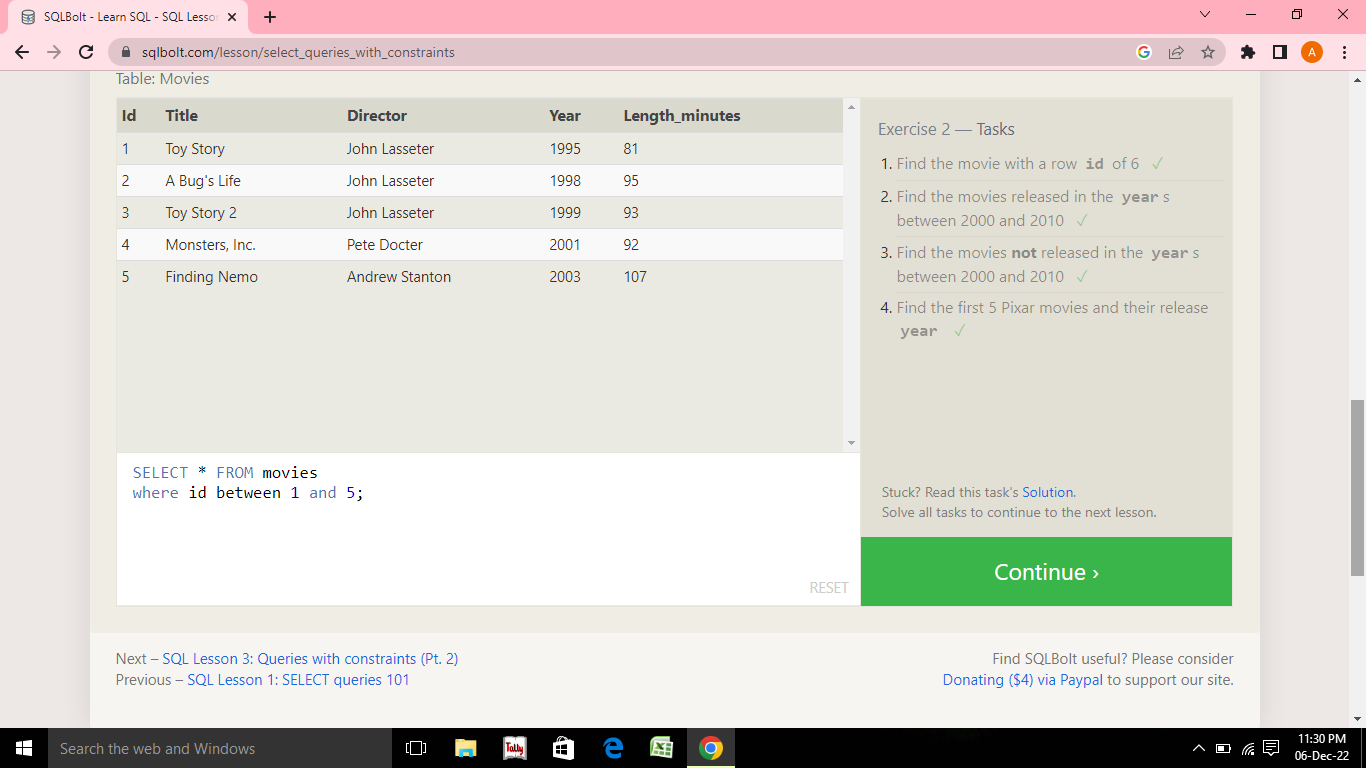 SQLBolt - Learn SQL - SQL Lesson
sqlbolt.com/lesson/select_queries_with_constraints
A
Table: Movies
Id Title Director Year Length_minutes
1 Toy Story John Lasseter 1995 81
2 A Bug's Life John Lasseter 1998 95
3 Toy Story 2 John Lasseter 1999 93
4 Monsters, Inc. Pete Docter 2001 92
5 Finding Nemo Andrew Stanton 2003 107
SELECT * FROM movies
where id between 1 and 5;
RESET
Exercise 2 — Tasks
1. Find the movie with a row id of 6 ✓
2. Find the movies released in the year s
between 2000 and 2010 ✓
3. Find the movies not released in the year s
between 2000 and 2010 ✓
4. Find the first 5 Pixar movies and their release
year ✓
Stuck? Read this task's Solution.
Solve all tasks to continue to the next lesson.
Continue ›
Next – SQL Lesson 3: Queries with constraints (Pt. 2)
Previous – SQL Lesson 1: SELECT queries 101
Find SQLBolt useful? Please consider
Donating ($4) via Paypal to support our site.
Search the web and Windows
Tally
11:30 PM
06-Dec-22